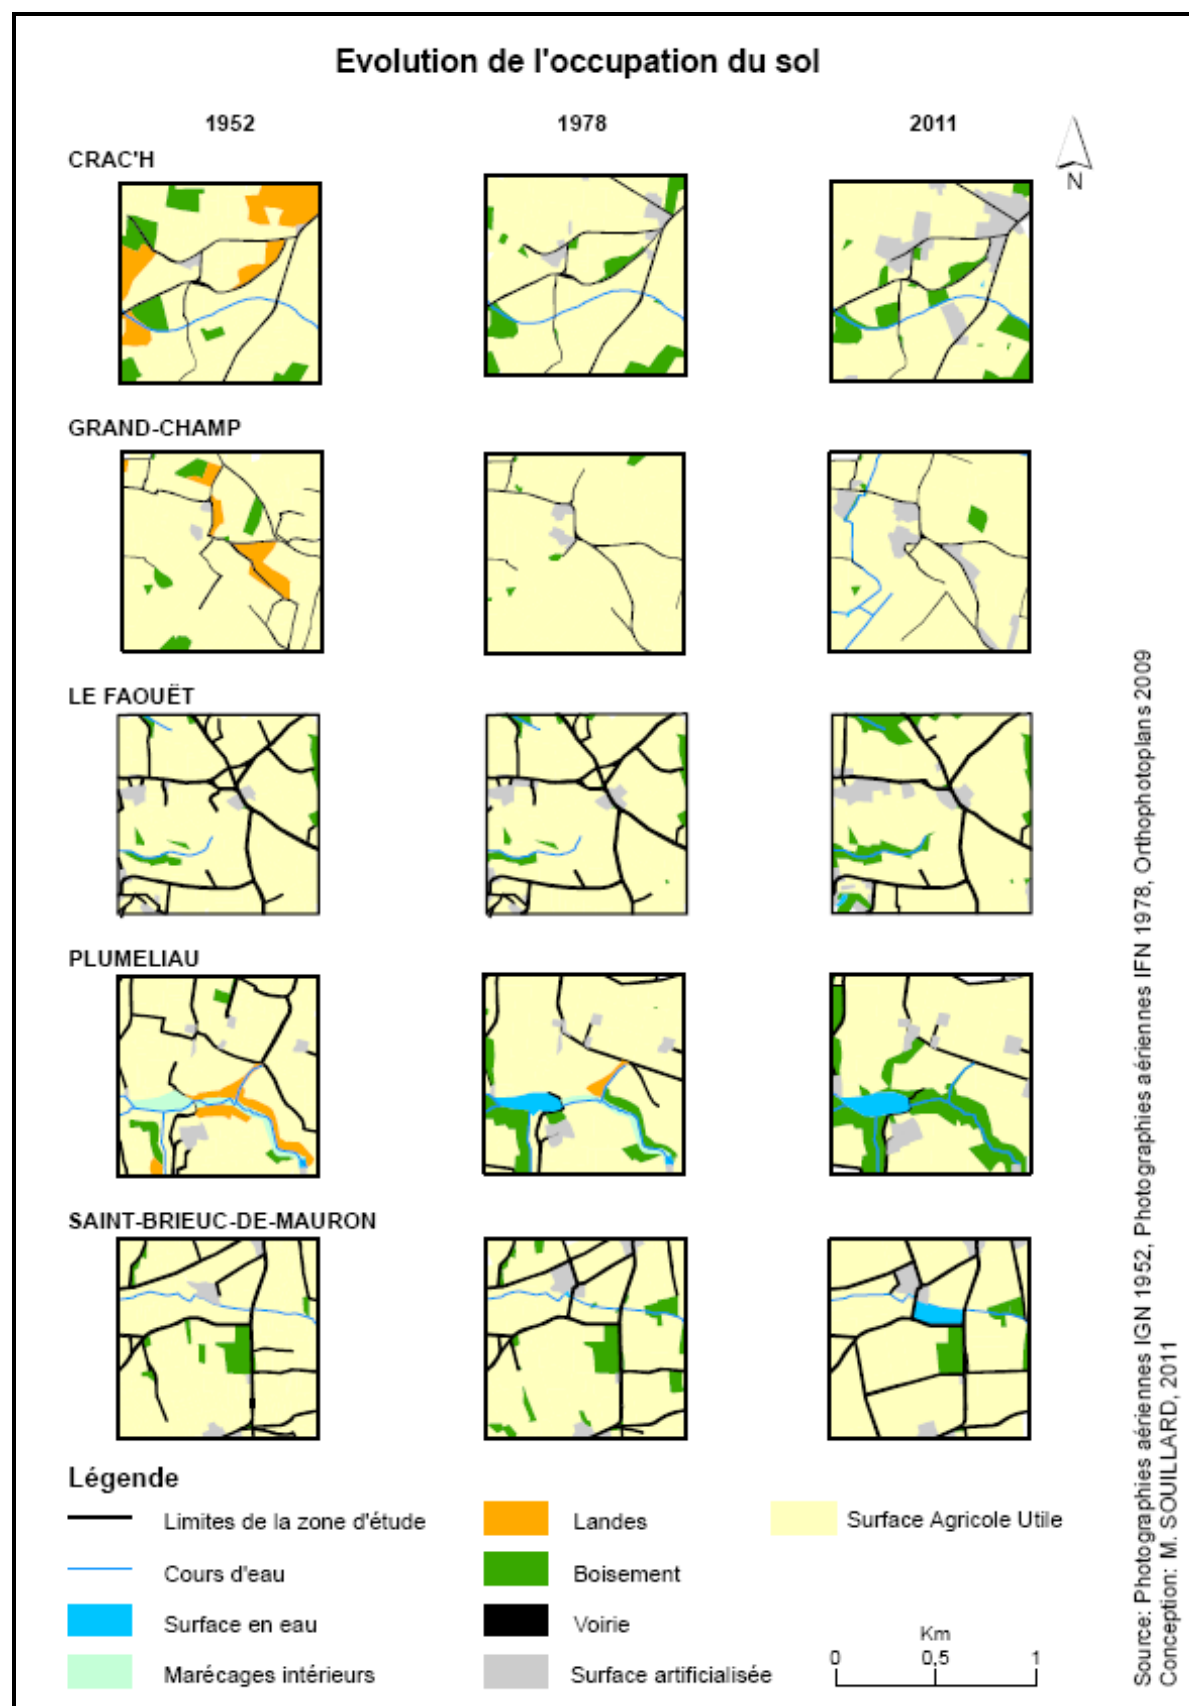 Evolution de l'occupation du sol
1952
1978
2011
N
CRAC'H
GRAND-CHAMP
LE FAOUËT
PLUMELIAU
SAINT-BRIEUC-DE-MAURON
Légende
Limites de la zone d'étude
Cours d'eau
Surface en eau
Marécages intérieurs
Landes
Boisement
Voirie
Surface artificialisée
Surface Agricole Utile
Km
0
0,5
1
Source: Photographies aériennes IGN 1952, Photographies aériennes IFN 1978, Orthophotoplans 2009
Conception: M. SOUILLARD, 2011